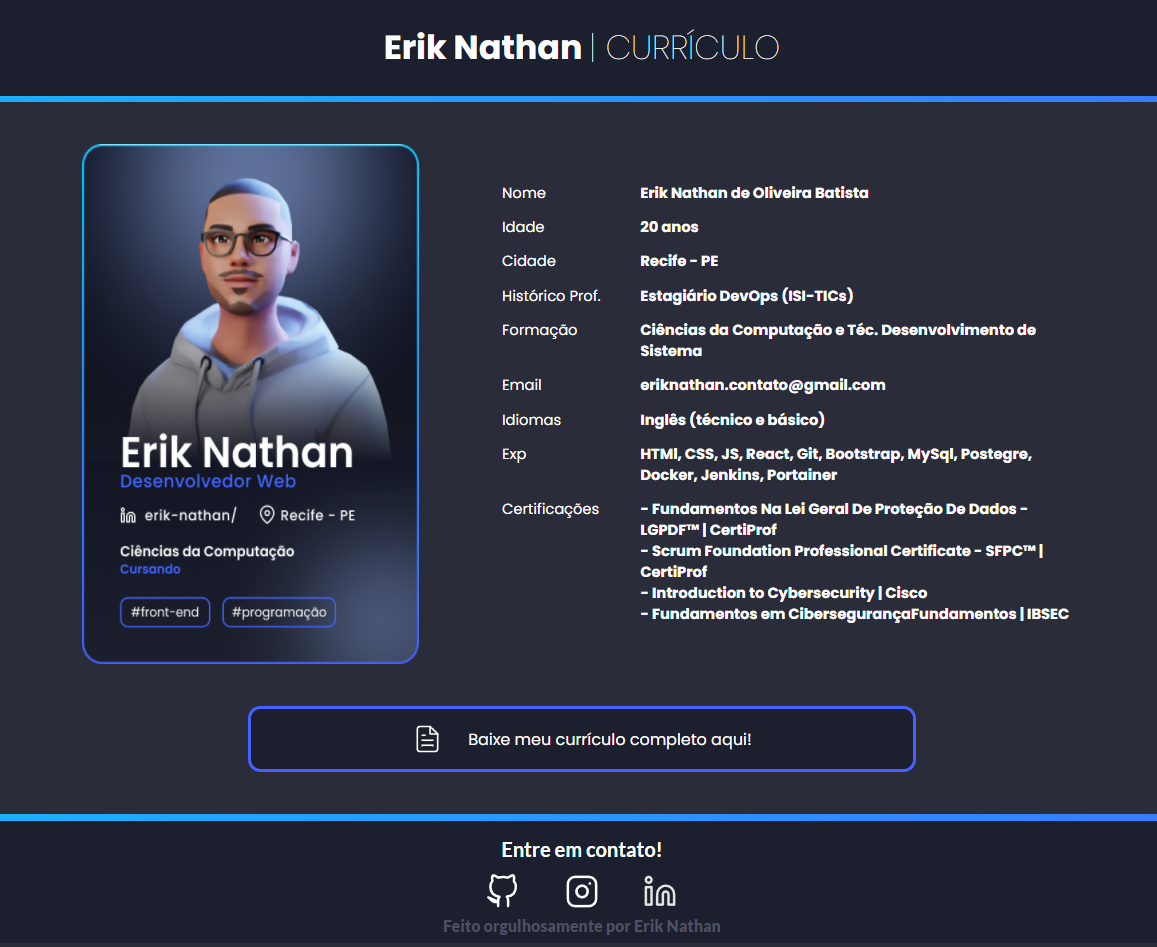 Erik Nathan | CURRÍCULO
Erik Nathan
Desenvolvedor Web
erik-nathan/ Recife - PE
Ciências da Computação
Cursando
#front-end #programação
Nome Erik Nathan de Oliveira Batista
Idade 20 anos
Cidade Recife - PE
Histórico Prof. Estagiário DevOps (ISI-TICs)
Formação Ciências da Computação e Téc. Desenvolvimento de
Sistema
Email eriknathan.contato@gmail.com
Idiomas Inglês (técnico e básico)
Exp HTMl, CSS, JS, React, Git, Bootstrap, MySql, Postegre,
Docker, Jenkins, Portainer
Certificações - Fundamentos Na Lei Geral De Proteção De Dados -
LGPDF™ | CertiProf
- Scrum Foundation Professional Certificate - SFPC™ |
CertiProf
- Introduction to Cybersecurity | Cisco
- Fundamentos em CibersegurançaFundamentos | IBSEC
Baixe meu currículo completo aqui!
Entre em contato!
Feito orgulhosamente por Erik Nathan